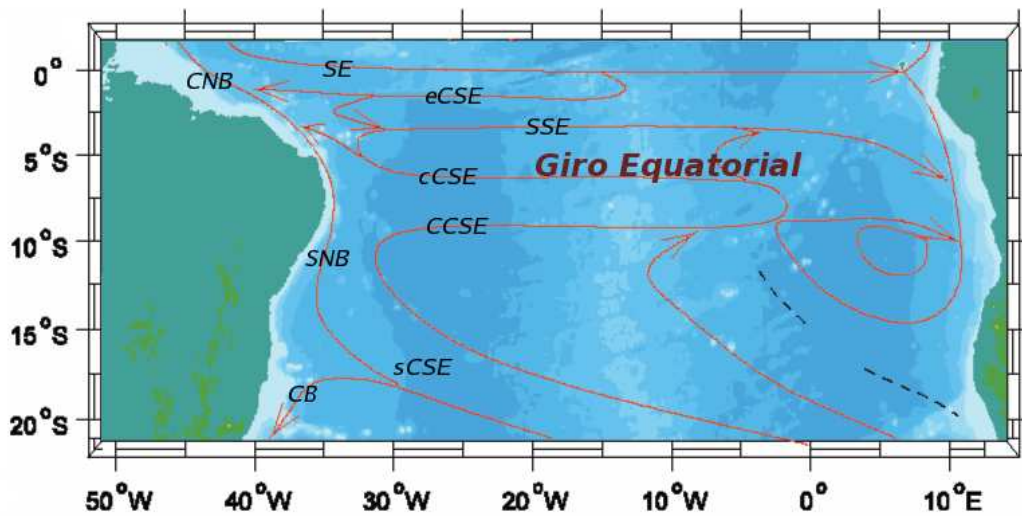 0°
5°S
10°S
15°S
20°S
CNB
SE
eCSE
SSE
Giro Equatorial
cCSE
CCSE
SNB
sCSE
CB
?
50°W
40°W
30°W
20°W
10°W
0°
10°E